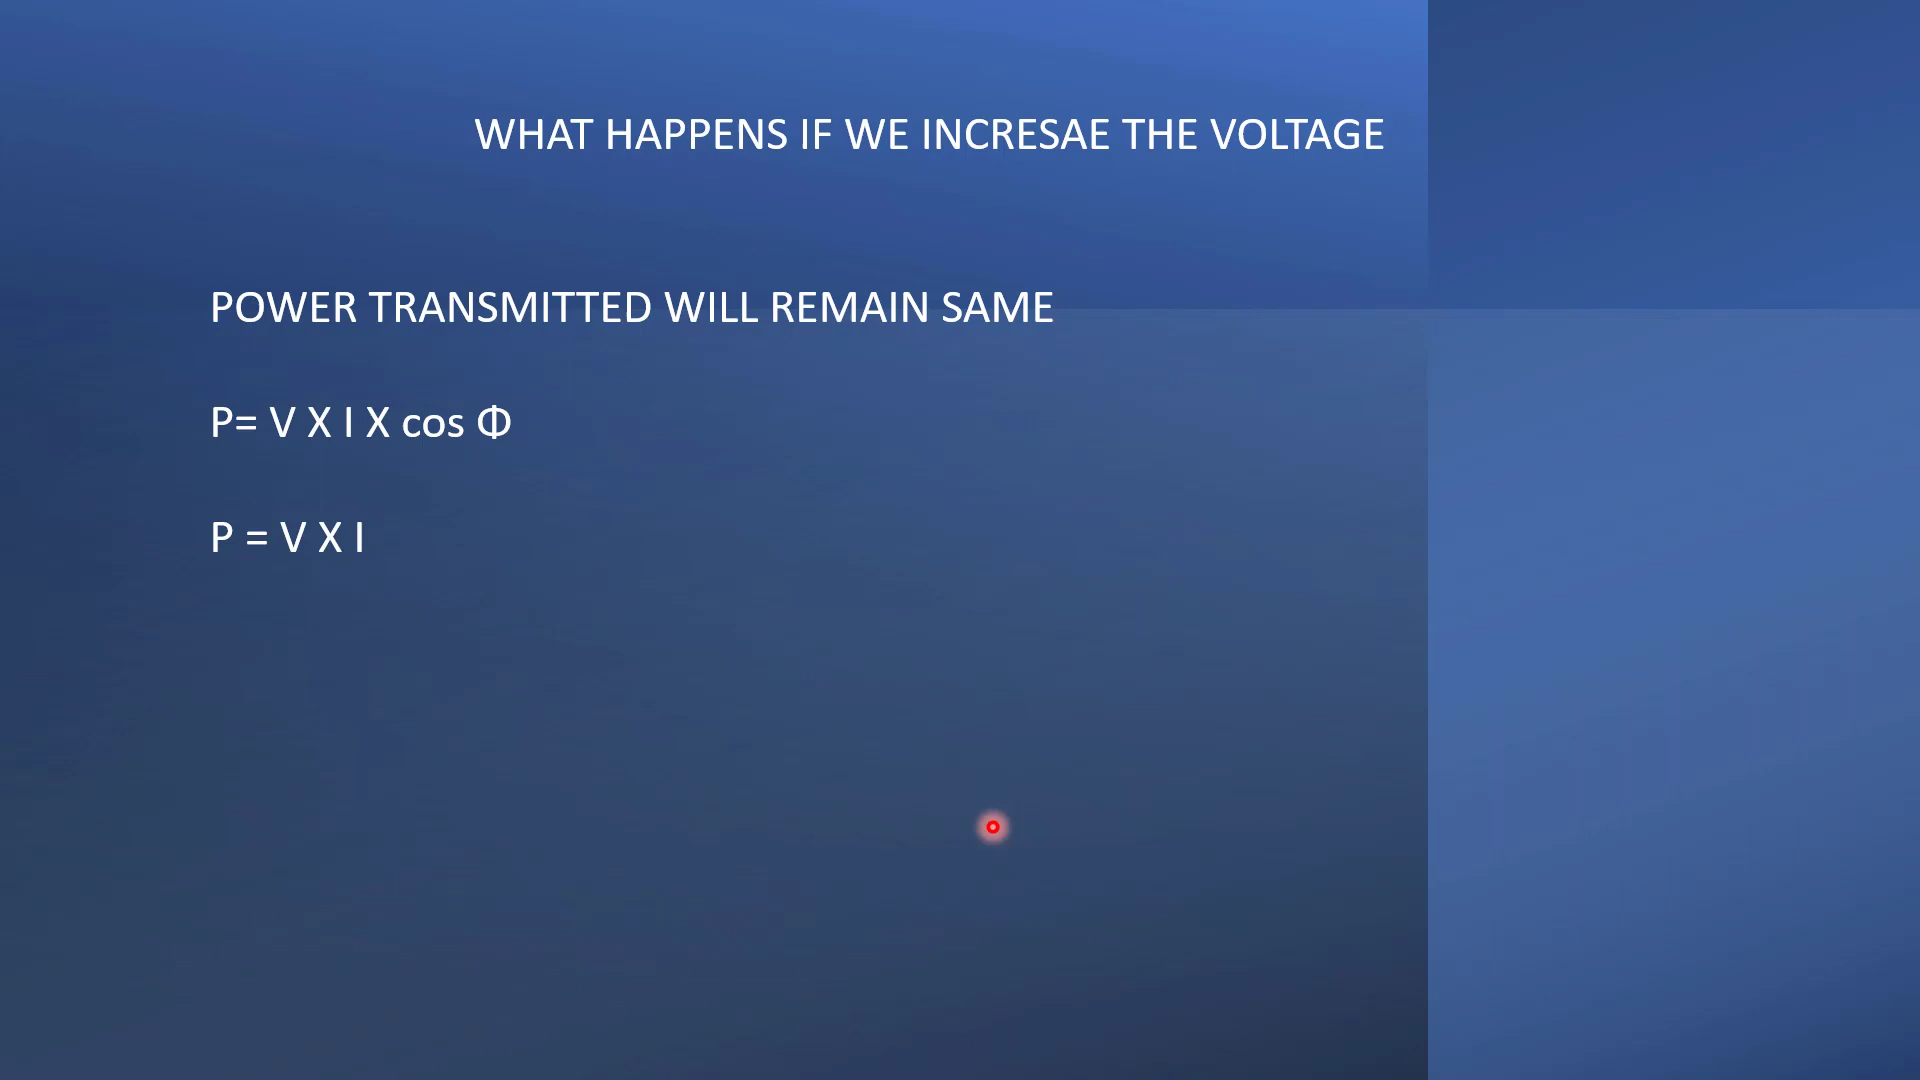 WHAT HAPPENS IF WE INCRESAE THE VOLTAGE
POWER TRANSMITTED WILL REMAIN SAME
P= V X I X cos Φ
P = V X I